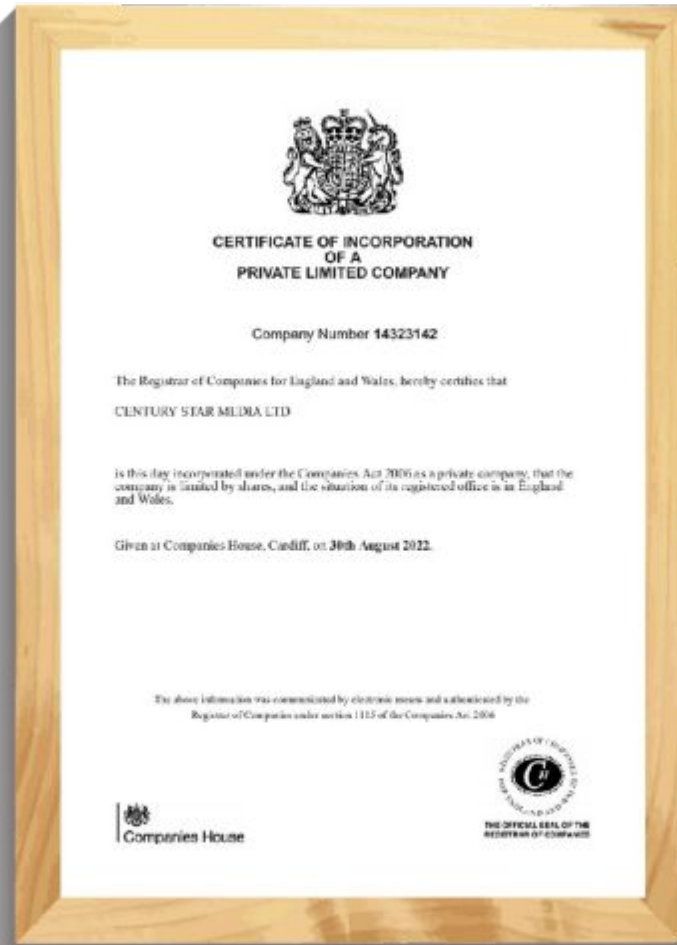 CERTIFICATE OF INCORPORATION
OF A
PRIVATE LIMITED COMPANY
Company Number 14323142
The Registrar of Companies for England and Wales, hereby certifies that
CENTURY STAR MEDIA LTD
is this day incorporated under the Companies Act 2006 as a private company, that the
company is limited by shares, and the situation of its registered office is in England
and Wales.
Given at Companies House, Cardiff, on 30th August 2022.
The above information was communicated by electronic means and authenticated by the
Registrar of Companies under section 1115 of the Companies Act 2006
Companies House
THE OFFICIAL SEAL OF THE
REGISTRAR OF COMPANIES